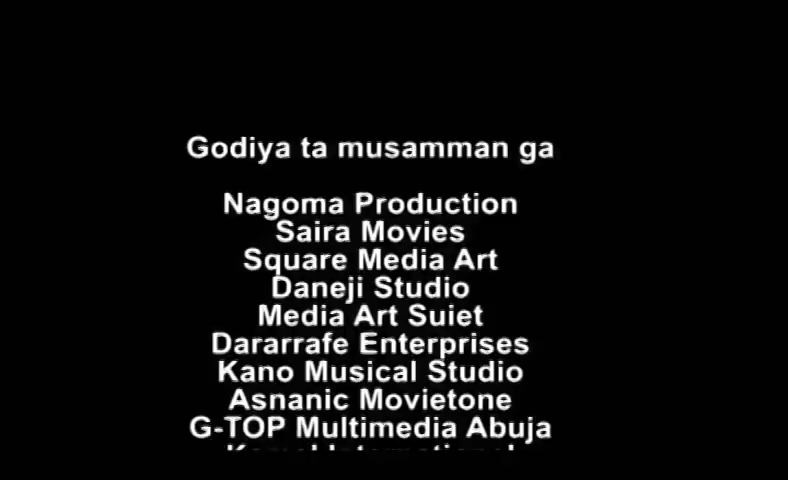 Godiya ta musamman ga
Nagoma Production
Saira Movies
Square Media Art
Daneji Studio
Media Art Suiet
Dararrafe Enterprises
Kano Musical Studio
Asnanic Movietone
G-TOP Multimedia Abuja
International